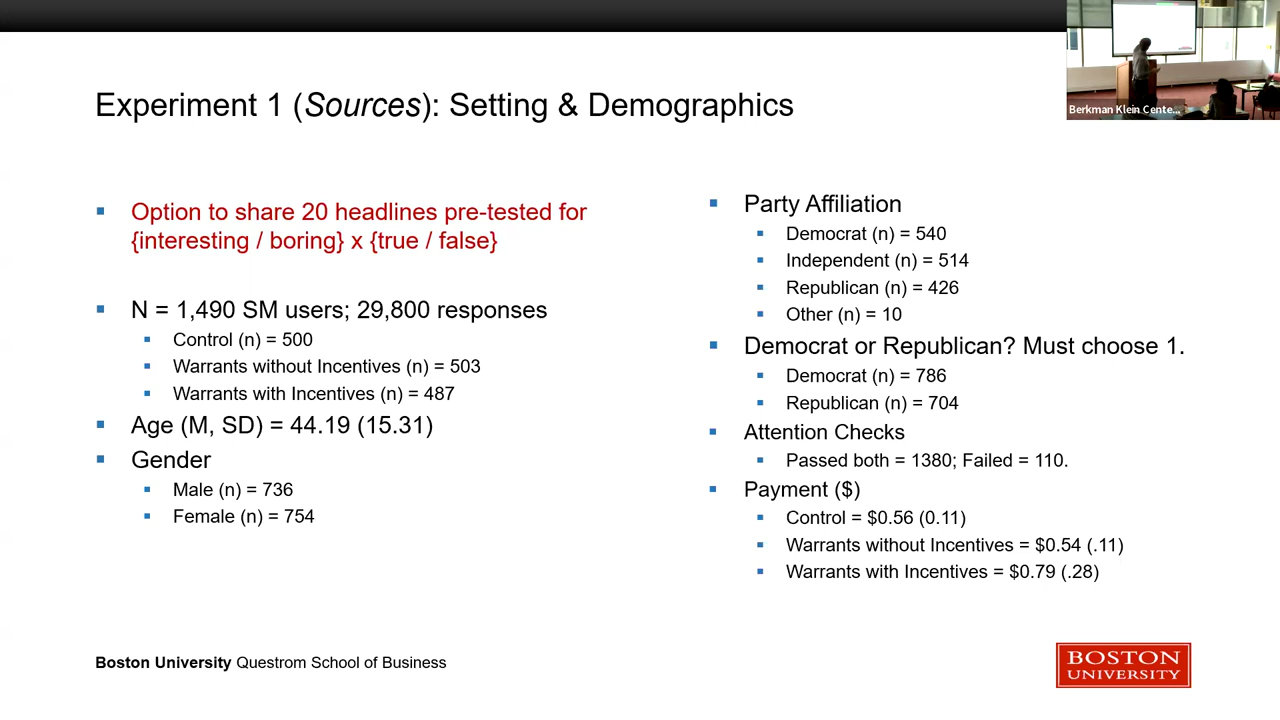 Experiment 1 (Sources): Setting & Demographics
Berkman Klein Cente...
Option to share 20 headlines pre-tested for
{interesting / boring} x {true / false}
N = 1,490 SM users; 29,800 responses
Control (n) = 500
Warrants without Incentives (n) = 503
Warrants with Incentives (n) = 487
Age (M, SD) = 44.19 (15.31)
Gender
Male (n) = 736
Female (n) = 754
Party Affiliation
Democrat (n) = 540
Independent (n) = 514
Republican (n) = 426
Other (n) = 10
Democrat or Republican? Must choose 1.
Democrat (n) = 786
Republican (n) = 704
Attention Checks
Passed both = 1380; Failed = 110.
Payment ($)
Control = $0.56 (0.11)
Warrants without Incentives = $0.54 (.11)
Warrants with Incentives = $0.79 (.28)
Boston University Questrom School of Business
BOSTON
UNIVERSITY